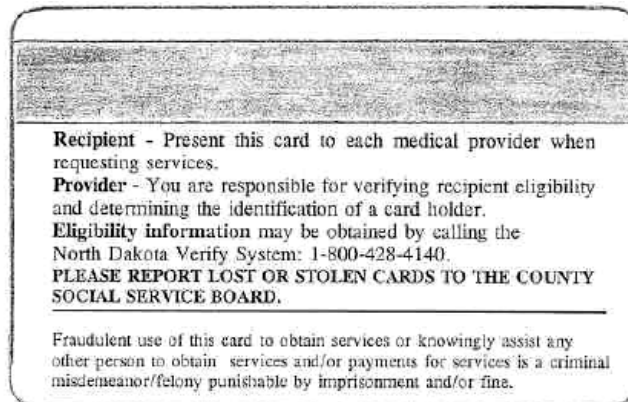 Recipient - Present this card to each medical provider when
requesting services.
Provider - You are responsible for verifying recipient eligibility
and determining the identification of a card holder.
Eligibility information may be obtained by calling the
North Dakota Verify System: 1-800-428-4140.
PLEASE REPORT LOST OR STOLEN CARDS TO THE COUNTY
SOCIAL SERVICE BOARD.
Fraudulent use of this card to obtain services or knowingly assist any
other person to obtain services and/or payments for services is a criminal
misdemeanor/felony punishable by imprisonment and/or fine.